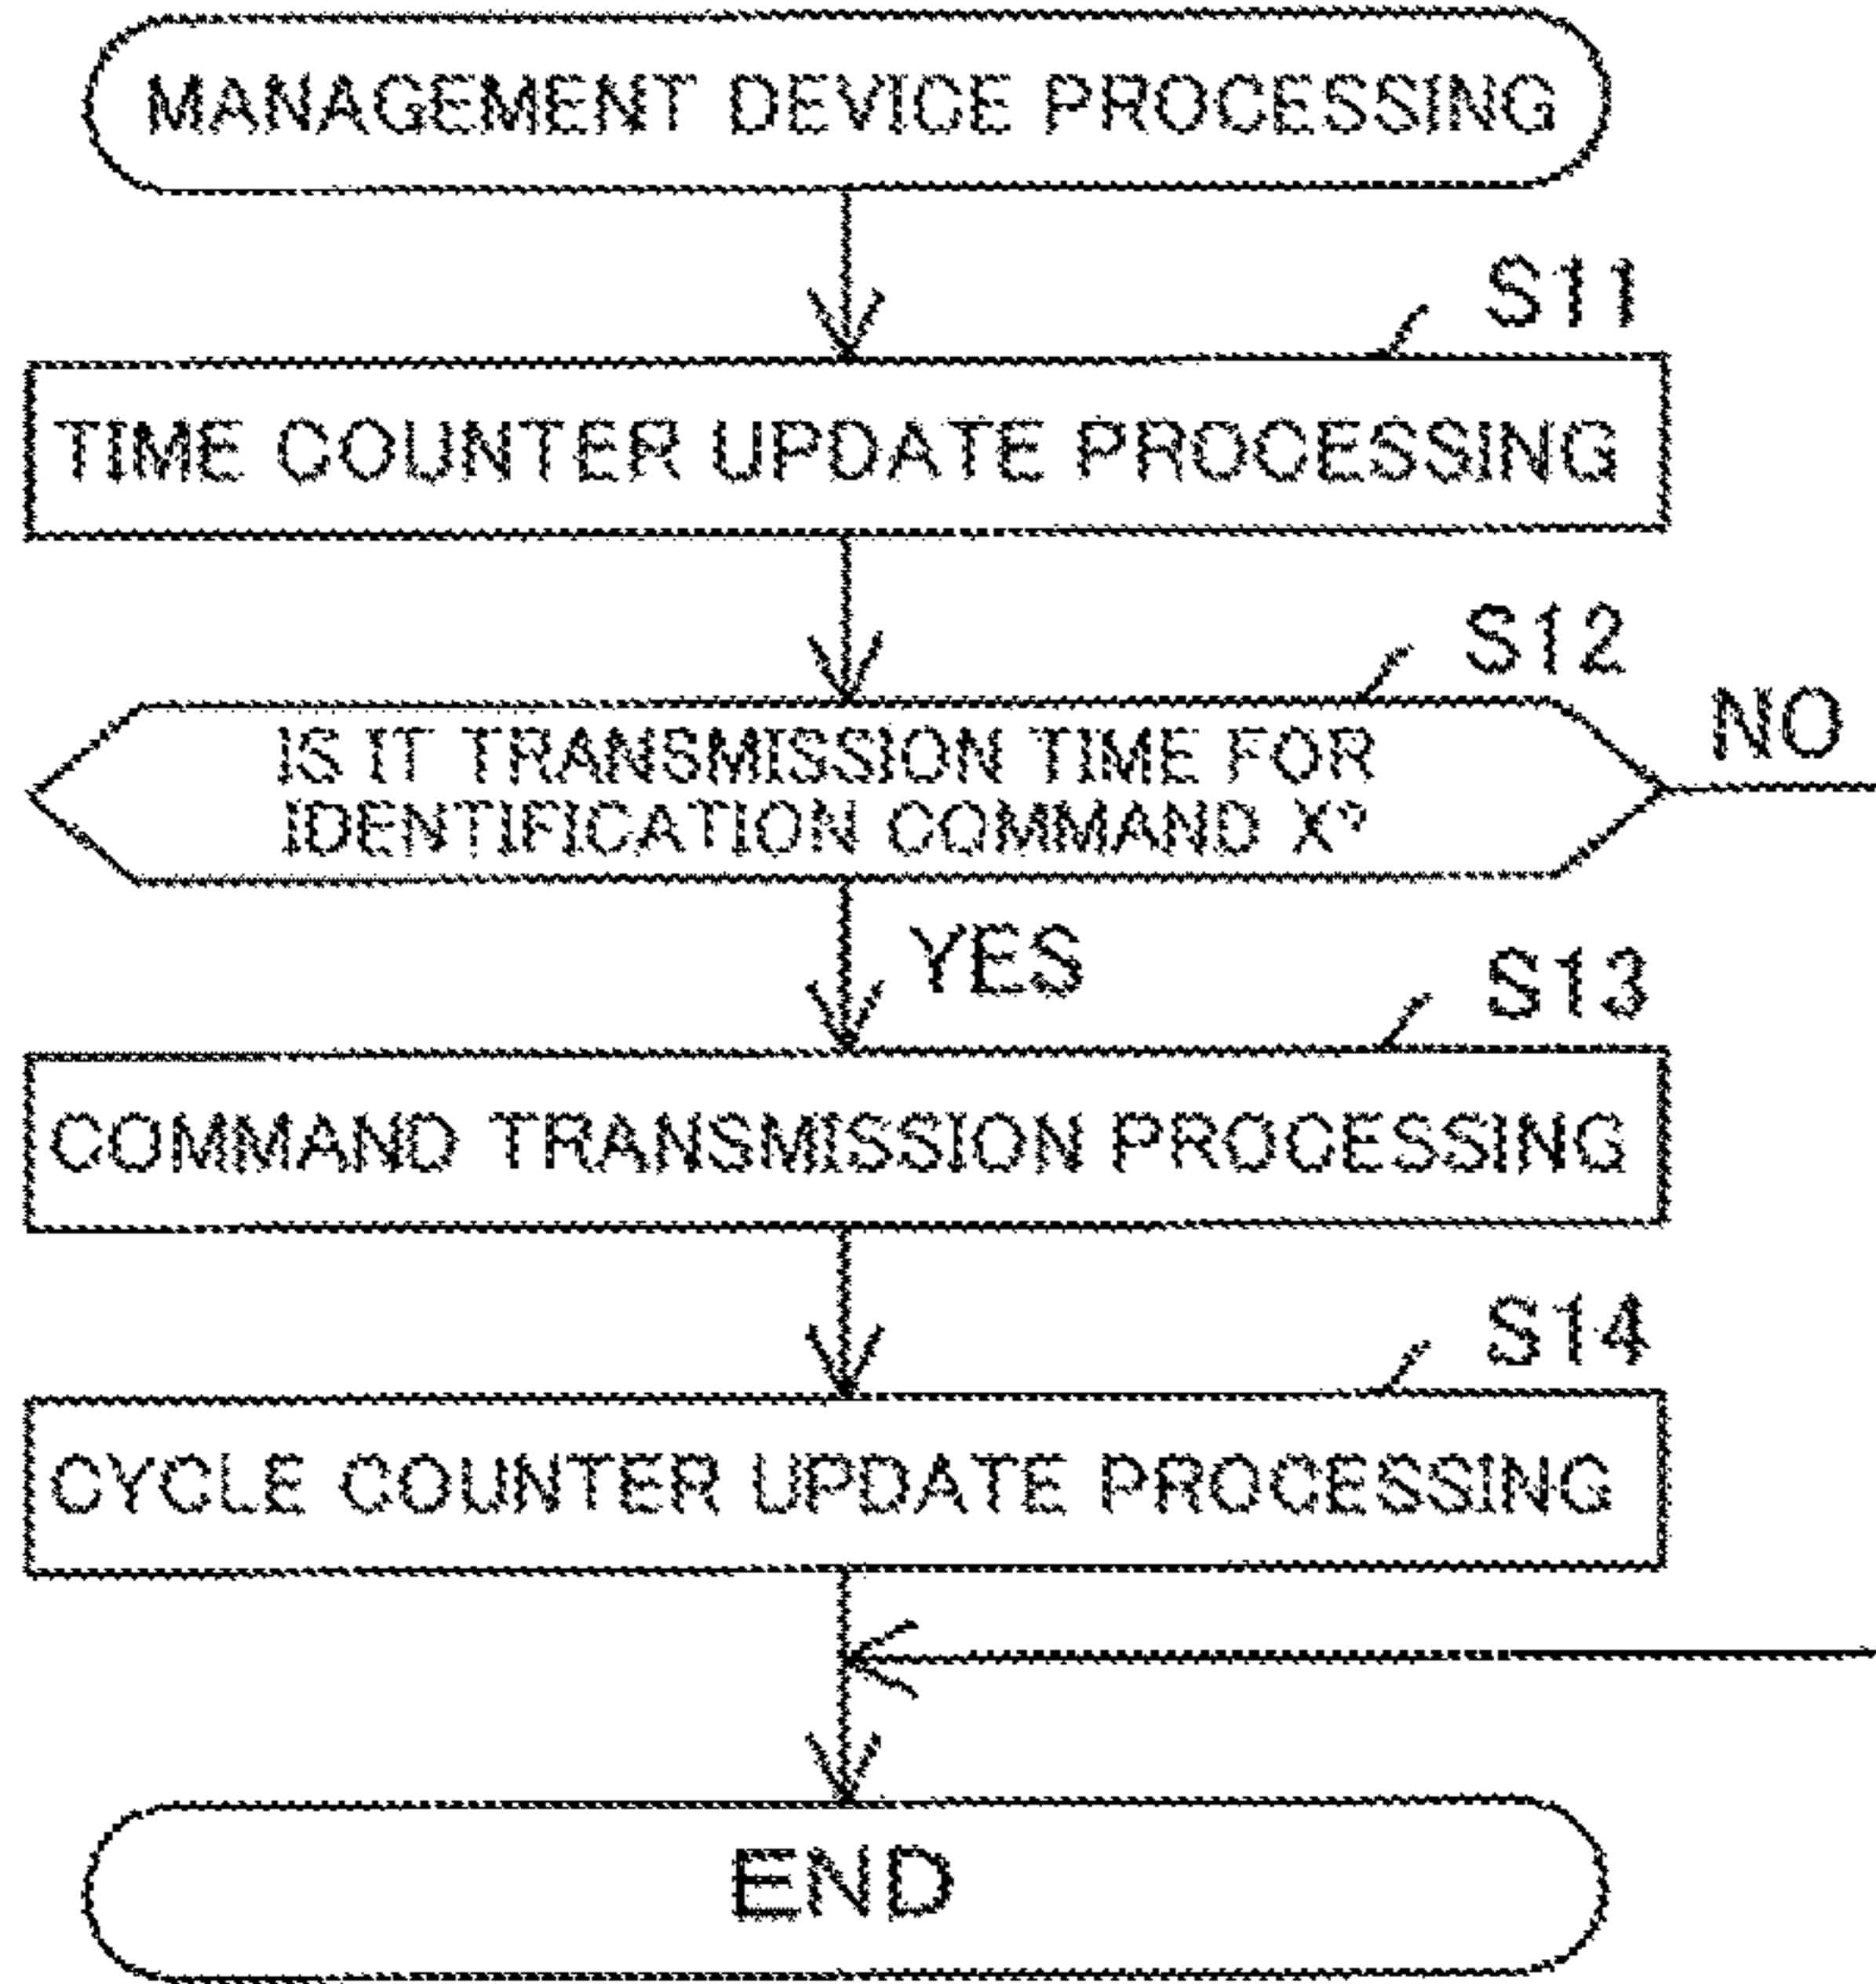 MANAGEMENT DEVICE PROCESSING
S11
TIME COUNTER UPDATE PROCESSING
S12
IS IT TRANSMISSION TIME FOR
IDENTIFICATION COMMAND X?
NO
YES
S13
COMMAND TRANSMISSION PROCESSING
S14
CYCLE COUNTER UPDATE PROCESSING
END